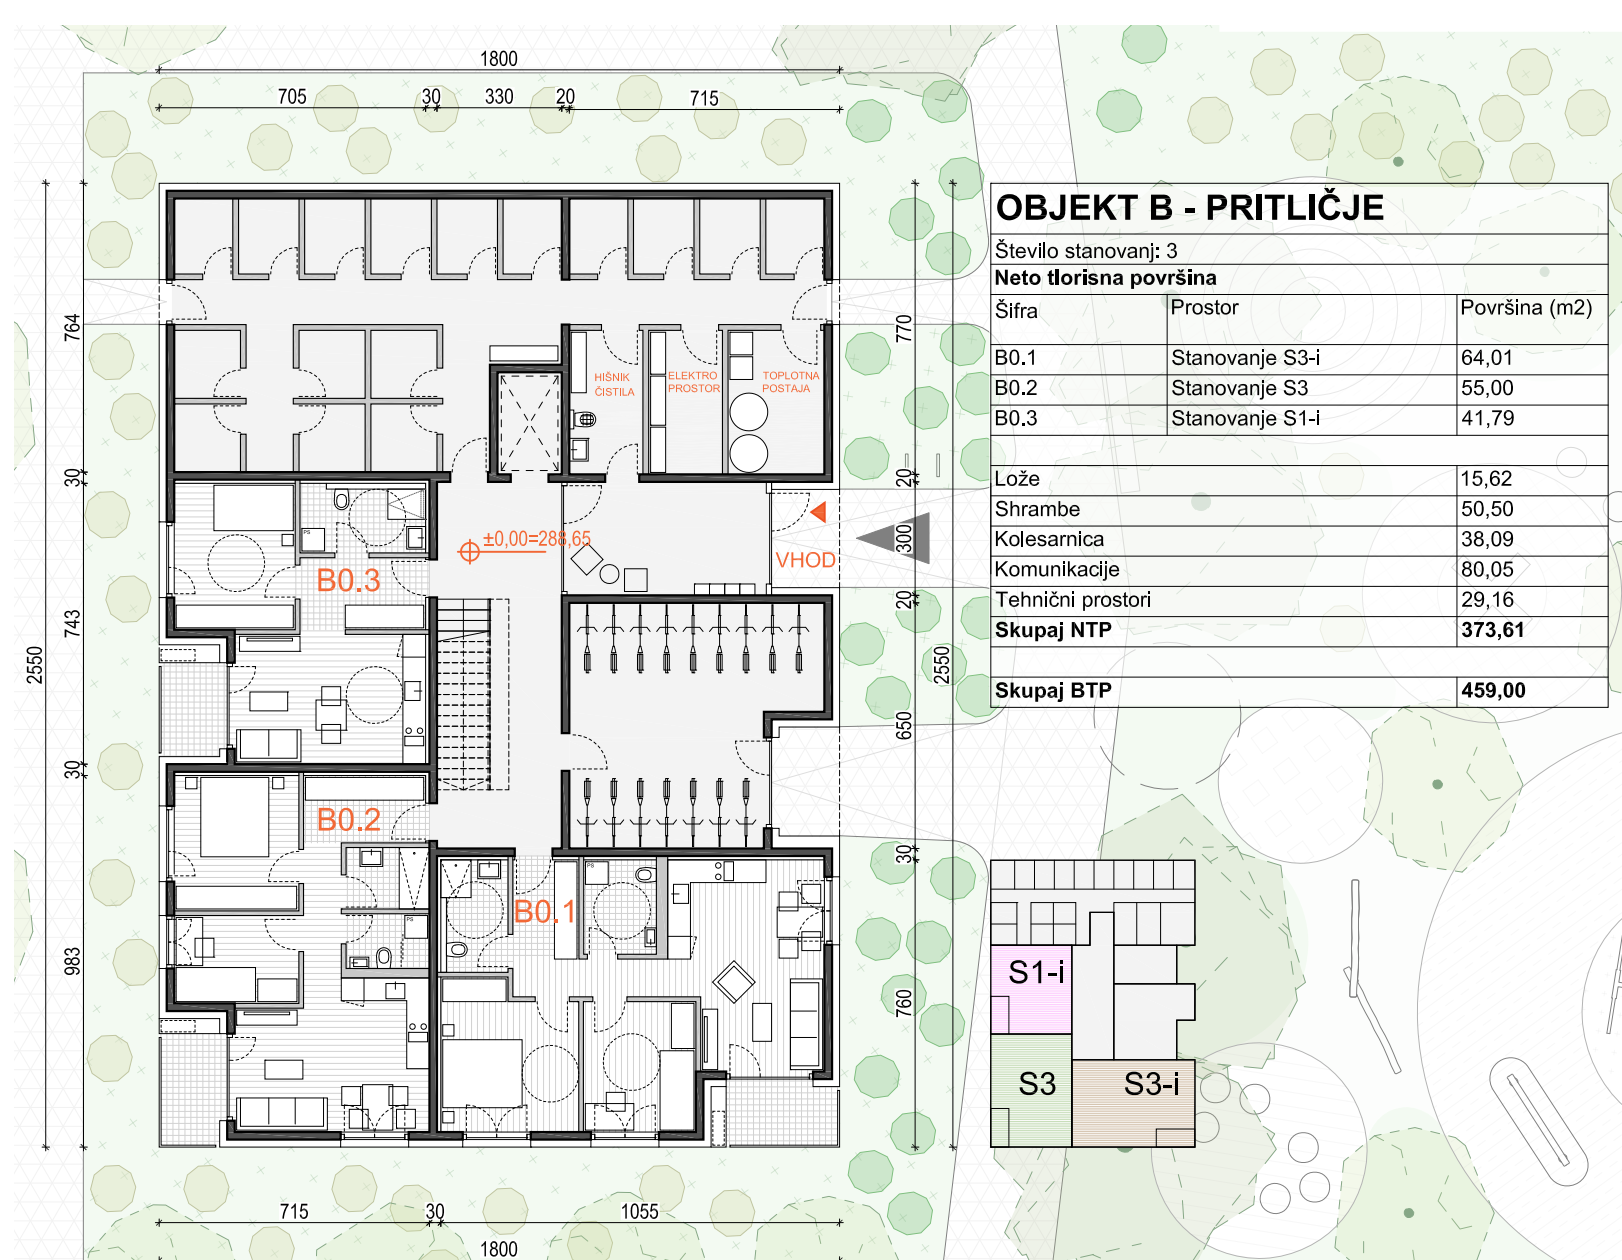 1800
705 30 330 20 715
OBJEKT B - PRITLIČJE
Število stanovanj: 3
Neto tlorisna površina
Šifra Prostor Površina (m2)
B0.1 Stanovanje S3-i 64,01
B0.2 Stanovanje S3 55,00
B0.3 Stanovanje S1-i 41,79
Lože 15,62
Shrambe 50,50
Kolesarnica 38,09
Komunikacije 80,05
Tehnični prostori 29,16
Skupaj NTP 373,61
Skupaj BTP 459,00
764
30
743
30
983
2550
770
20
300
20
650
30
760
2550
HIŠNIK
ČISTILA
ELEKTRO
PROSTOR
TOPLOTNA
POSTAJA
PS
±0,00=288,65
VHOD
B0.3
B0.2
PS
B0.1
PS
S1-i
S3
S3-i
715 30 1055
1800